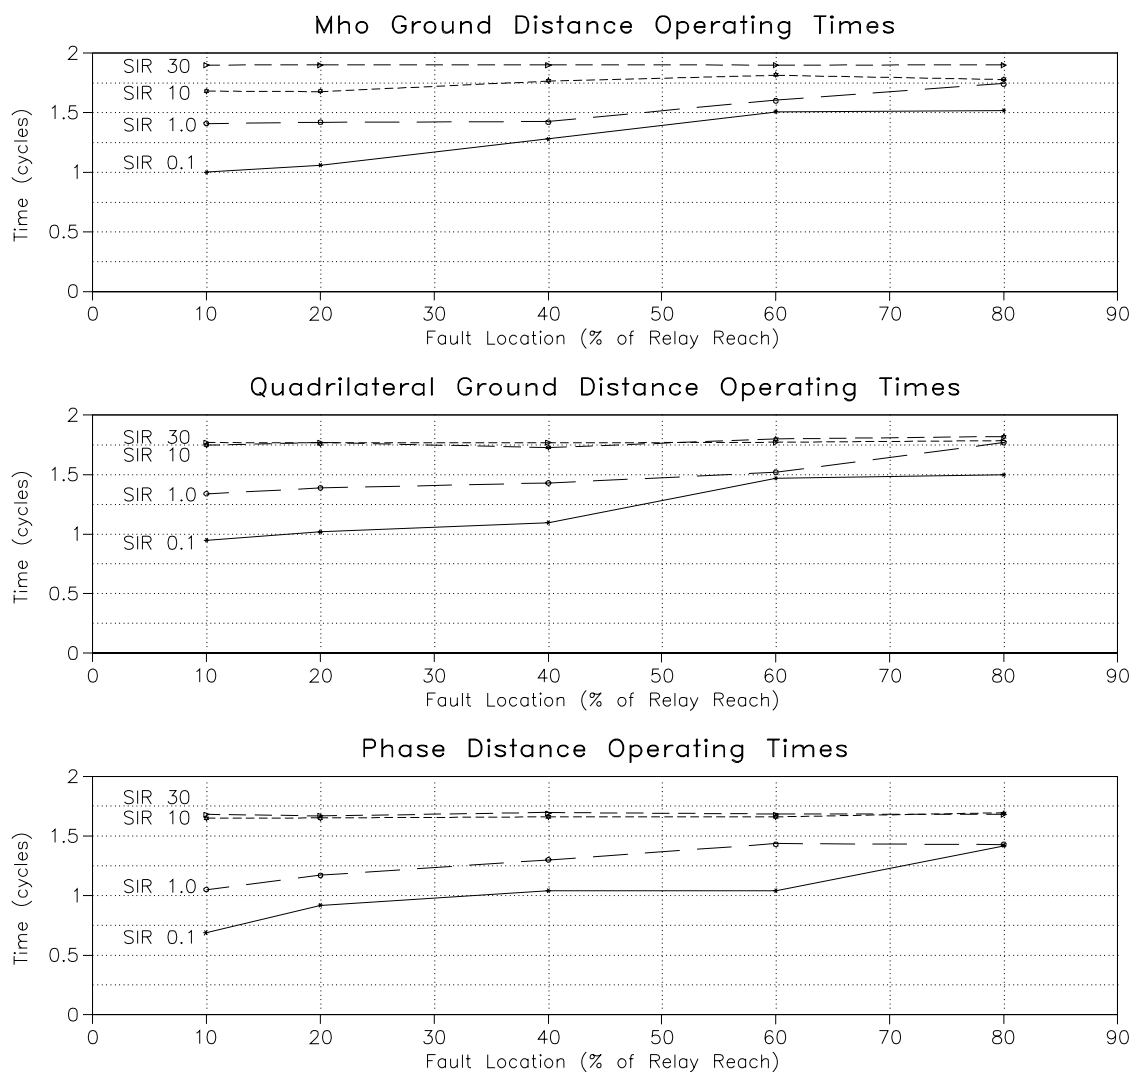 Mho Ground Distance Operating Times
2
SIR 30
SIR 10
1.5
SIR 1.0
SIR 0.1
1
Time (cycles)
0.5
0
0 10 20 30 40 50 60 70 80 90
Fault Location (% of Relay Reach)
Quadrilateral Ground Distance Operating Times
2
SIR 30
SIR 10
1.5
SIR 1.0
1
SIR 0.1
Time (cycles)
0.5
0
0 10 20 30 40 50 60 70 80 90
Fault Location (% of Relay Reach)
Phase Distance Operating Times
2
SIR 30
SIR 10
1.5
SIR 1.0
1
Time (cycles)
SIR 0.1
0.5
0
0 10 20 30 40 50 60 70 80 90
Fault Location (% of Relay Reach)